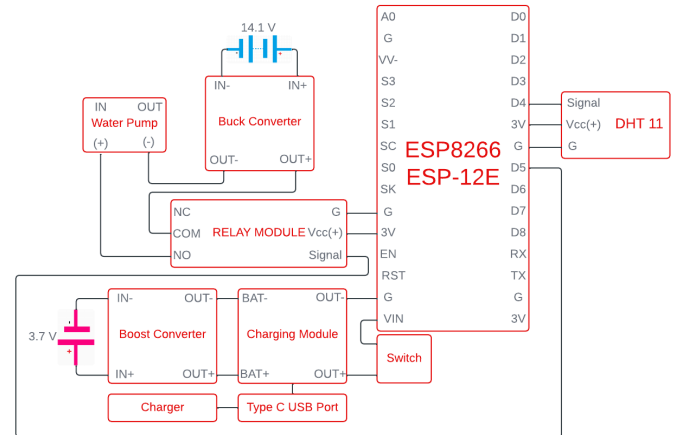 14.1 V
IN- IN+
Buck Converter
OUT- OUT+
IN OUT
Water Pump
(+) (-)
NC G
COM RELAY MODULE Vcc(+)
NO Signal
A0 D0
G D1
VV- D2
S3 D3
S2 D4
S1 3V
SC G
S0 D5
SK D6
G D7
3V D8
EN RX
RST TX
G G
VIN 3V
ESP8266
ESP-12E
Signal
Vcc(+) DHT 11
G
3.7 V
-
+
IN- OUT-
Boost Converter
IN+ OUT+
BAT- OUT-
Charging Module
BAT+ OUT+
Switch
Charger
Type C USB Port